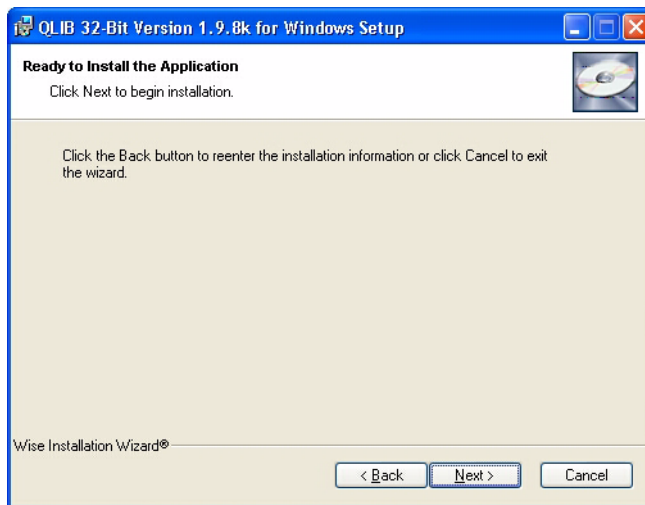 QLIB 32-Bit Version 1.9.8k for Windows Setup
Ready to Install the Application
Click Next to begin installation.
Click the Back button to reenter the installation information or click Cancel to exit
the wizard.
Wise Installation Wizard®
< Back Next > Cancel